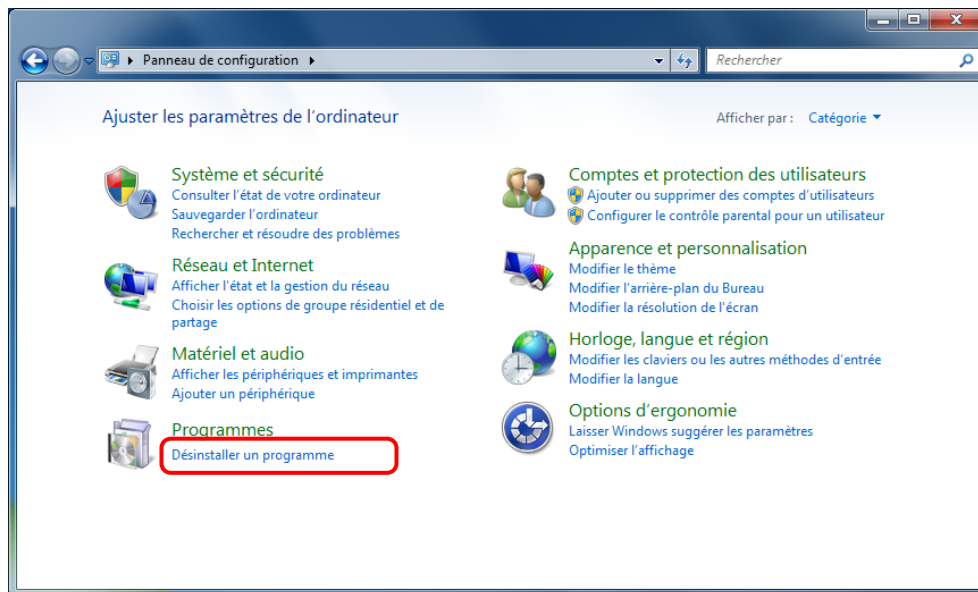 Panneau de configuration
Rechercher
Ajuster les paramètres de l'ordinateur
Afficher par : Catégorie
Système et sécurité
Consulter l'état de votre ordinateur
Sauvegarder l'ordinateur
Rechercher et résoudre des problèmes
Réseau et Internet
Afficher l'état et la gestion du réseau
Choisir les options de groupe résidentiel et de
partage
Matériel et audio
Afficher les périphériques et imprimantes
Ajouter un périphérique
Programmes
Désinstaller un programme
Comptes et protection des utilisateurs
Ajouter ou supprimer des comptes d'utilisateurs
Configurer le contrôle parental pour un utilisateur
Apparence et personnalisation
Modifier le thème
Modifier l'arrière-plan du Bureau
Modifier la résolution de l'écran
Horloge, langue et région
Modifier les claviers ou les autres méthodes d'entrée
Modifier la langue
Options d'ergonomie
Laisser Windows suggérer les paramètres
Optimiser l'affichage